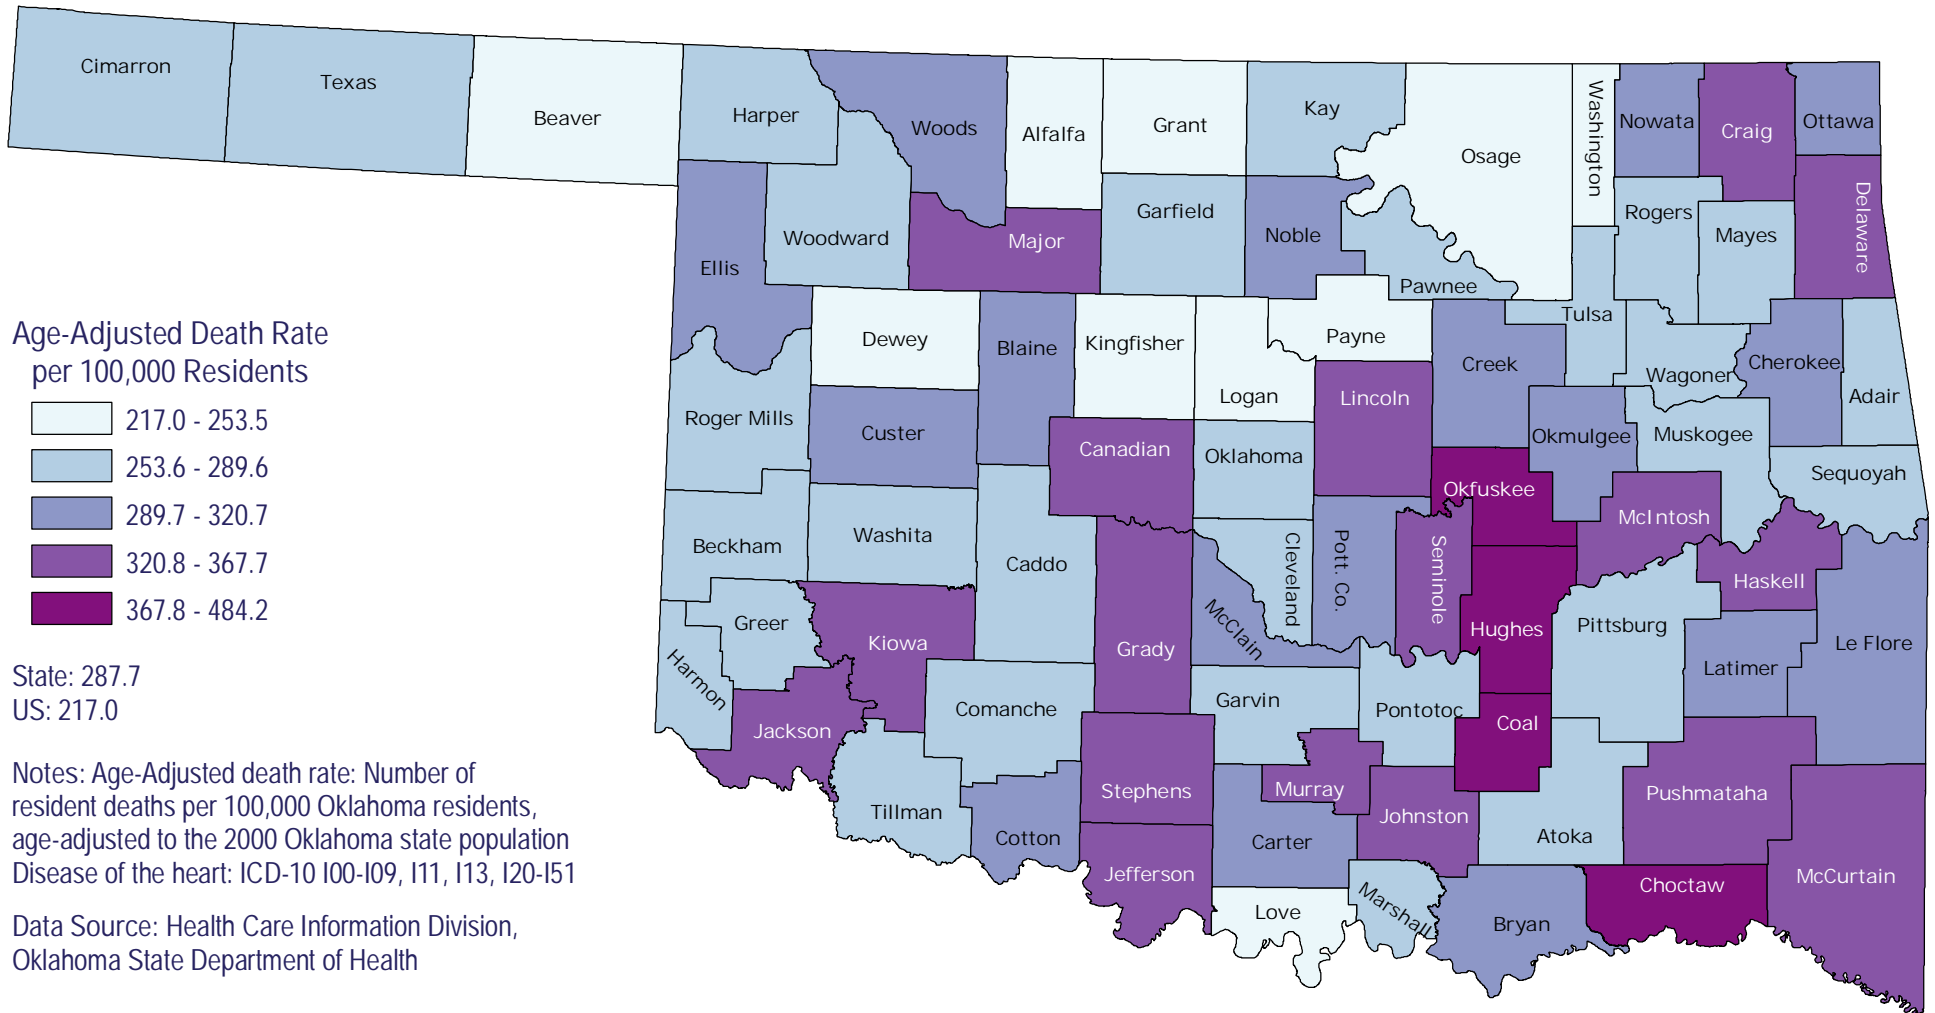 Cimarron
Texas
Beaver
Harper
Woods
Alfalfa
Grant
Kay
Osage
Washington
Nowata
Craig
Ottawa
Delaware
Ellis
Woodward
Major
Garfield
Noble
Pawnee
Rogers
Mayes
Tulsa
Dewey
Blaine
Kingfisher
Logan
Payne
Creek
Wagoner
Cherokee
Adair
Roger Mills
Custer
Canadian
Oklahoma
Lincoln
Okmulgee
Muskogee
Sequoyah
Okfuskee
McIntosh
Beckham
Washita
Caddo
Cleveland
Pott. Co.
Seminole
Haskell
Greer
Kiowa
Grady
McClain
Hughes
Pittsburg
Latimer
Le Flore
Harmon
Jackson
Comanche
Garvin
Pontotoc
Coal
Tillman
Cotton
Stephens
Murray
Johnston
Atoka
Pushmataha
Carter
Jefferson
Love
Marshall
Bryan
Choctaw
McCurtain
Age-Adjusted Death Rate
per 100,000 Residents
217.0 - 253.5
253.6 - 289.6
289.7 - 320.7
320.8 - 367.7
367.8 - 484.2
State: 287.7
US: 217.0
Notes: Age-Adjusted death rate: Number of
resident deaths per 100,000 Oklahoma residents,
age-adjusted to the 2000 Oklahoma state population
Disease of the heart: ICD-10 I00-I09, I11, I13, I20-I51
Data Source: Health Care Information Division,
Oklahoma State Department of Health